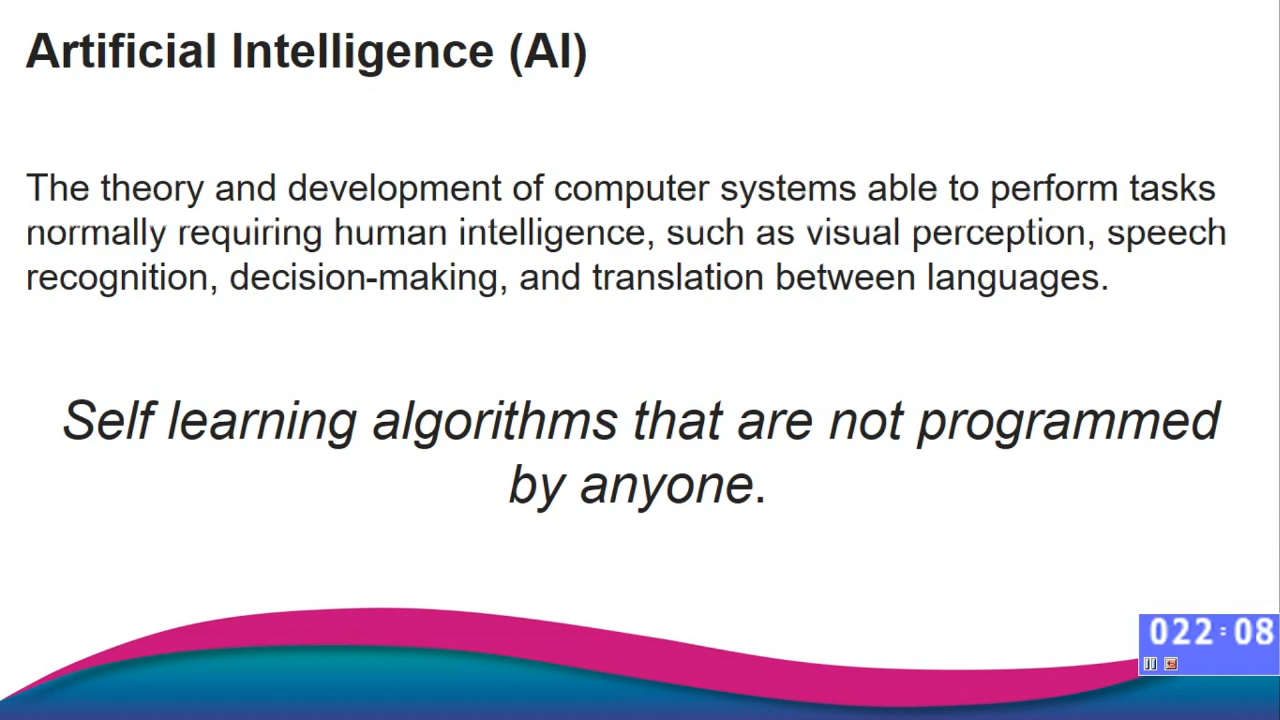 Artificial Intelligence (AI)
The theory and development of computer systems able to perform tasks
normally requiring human intelligence, such as visual perception, speech
recognition, decision-making, and translation between languages.
Self learning algorithms that are not programmed
by anyone.
022:08